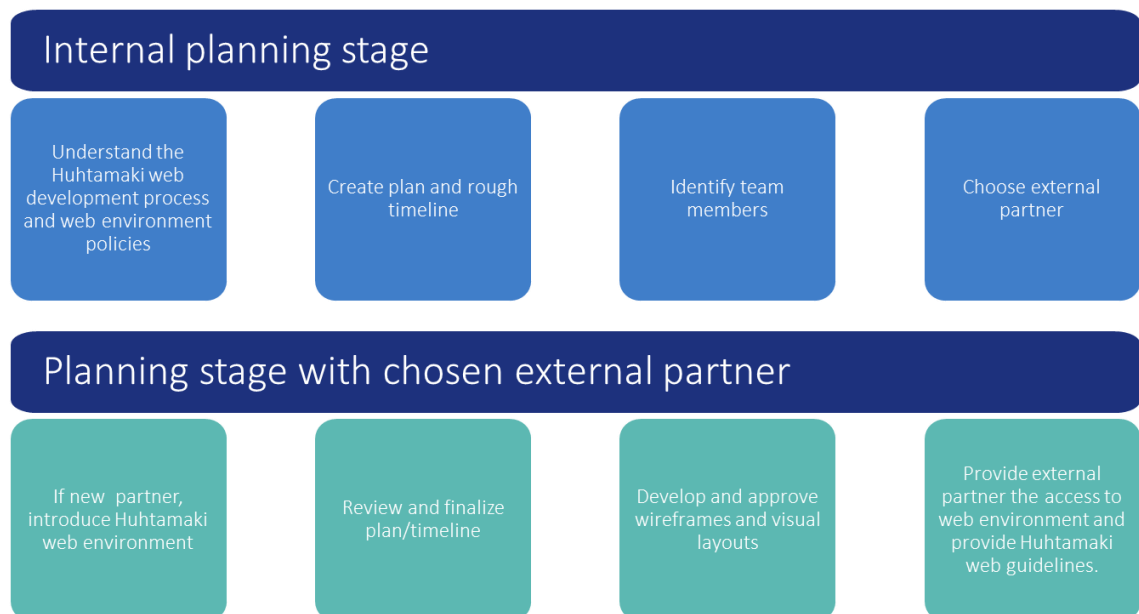 Internal planning stage
Understand the
Huhtamaki web
development process
and web environment
policies
Create plan and rough
timeline
Identify team
members
Choose external
partner
Planning stage with chosen external partner
If new  partner,
introduce Huhtamaki
web environment
Review and finalize
plan/timeline
Develop and approve
wireframes and visual
layouts
Provide external
partner the access to
web environment and
provide Huhtamaki
web guidelines.